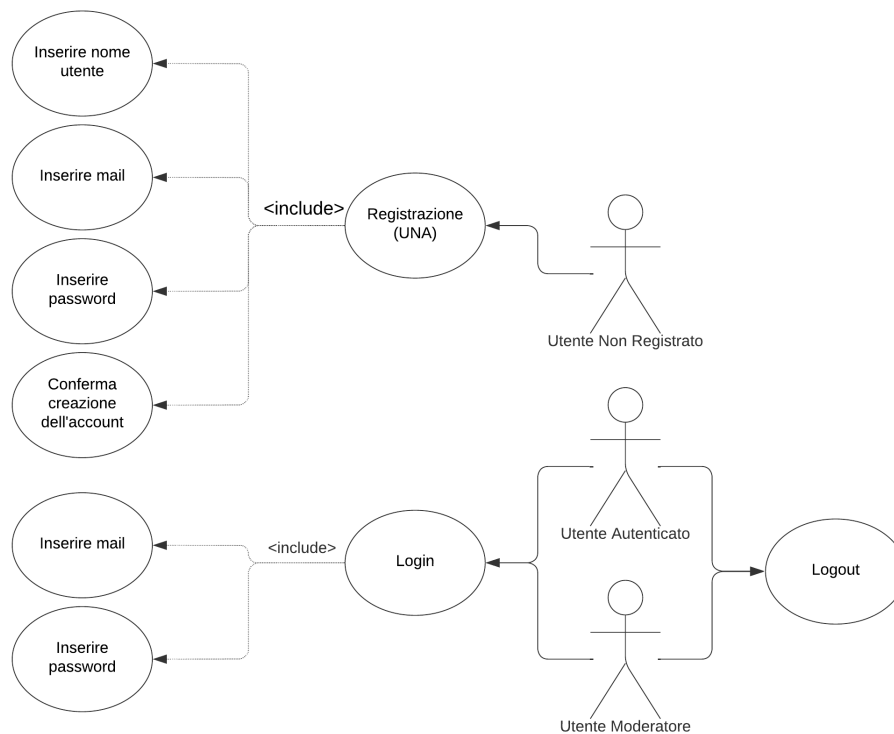 Inserire nome
utente
Inserire mail
<include>
Registrazione
(UNA)
Inserire
password
Utente Non Registrato
Conferma
creazione
dell'account
Inserire mail
<include>
Login
Utente Autenticato
Logout
Inserire
password
Utente Moderatore